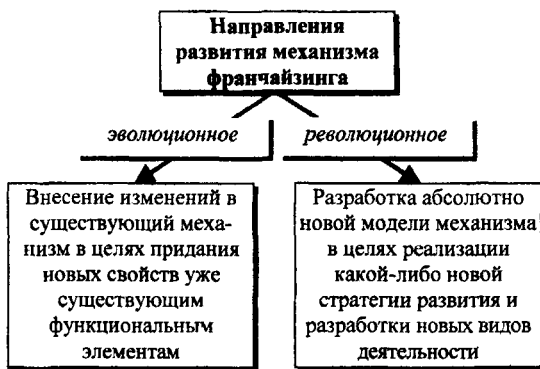 Направления
развития механизма
франчайзинга
эволюционное
революционное
Внесение изменений в
существующий меха-
низм в целях придания
новых свойств уже
существующим
функциональным
элементам
Разработка абсолютно
новой модели механизма
в целях реализации
какой-либо новой
стратегии развития и
разработки новых видов
деятельности